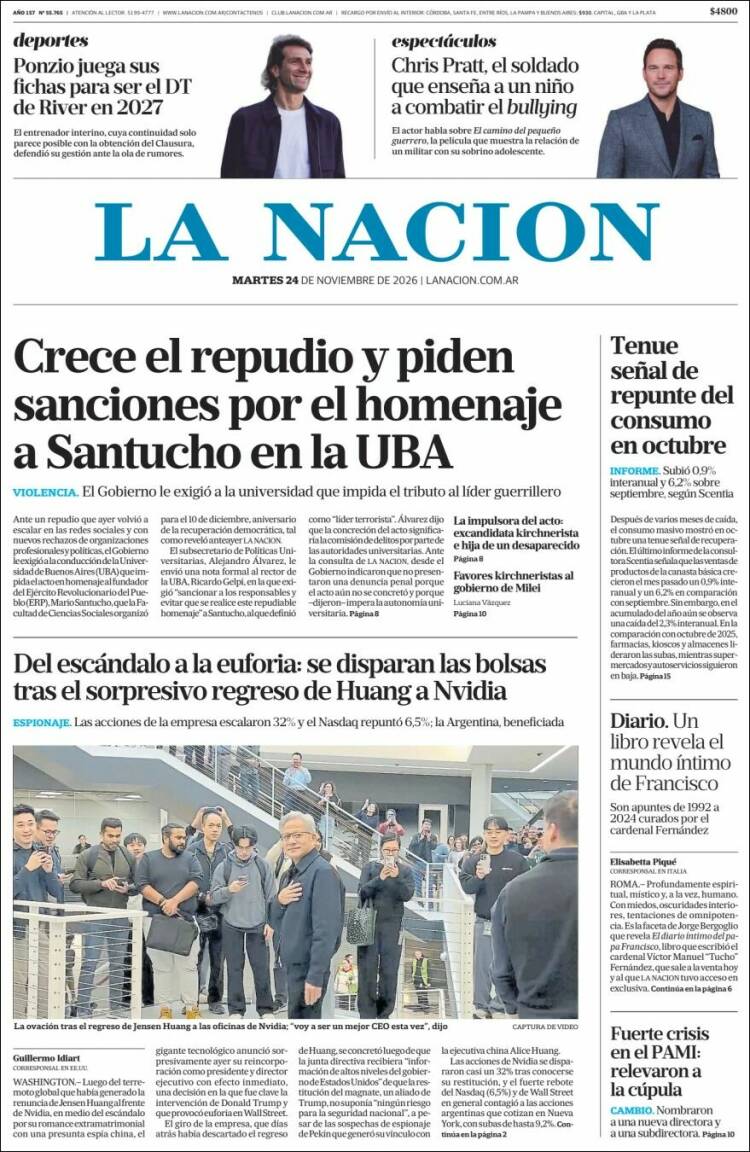 AÑO 157 Nº 55.765 | ATENCIÓN AL LECTOR: 5199-4777 | WWW.LANACION.COM.AR/CONTACTENOS | CLUB.LANACION.COM.AR | RECARGO POR ENVÍO AL INTERIOR: CÓRDOBA, SANTA FE, ENTRE RÍOS, LA PAMPA Y BUENOS AIRES: $930. CAPITAL, GBA Y LA PLATA
$4800
deportes
Ponzio juega sus
fichas para ser el DT
de River en 2027
El entrenador interino, cuya continuidad solo
parece posible con la obtención del Clausura,
defendió su gestión ante la ola de rumores.
espectáculos
Chris Pratt, el soldado
que enseña a un niño
a combatir el bullying
El actor habla sobre El camino del pequeño
guerrero, la película que muestra la relación de
un militar con su sobrino adolescente.
LA NACION
MARTES 24 DE NOVIEMBRE DE 2026 | LANACION.COM.AR
Crece el repudio y piden
sanciones por el homenaje
a Santucho en la UBA
VIOLENCIA. El Gobierno le exigió a la universidad que impida el tributo al líder guerrillero
Ante un repudio que ayer volvió a
escalar en las redes sociales y con
nuevos rechazos de organizaciones
profesionales y políticas, el Gobierno
le exigió a la conducción de la Univer-
sidad de Buenos Aires (UBA) que im-
pida el acto en homenaje al fundador
del Ejército Revolucionario del Pue-
blo (ERP), Mario Santucho, que la Fa-
cultad de Ciencias Sociales organizó
para el 10 de diciembre, aniversario
de la recuperación democrática, tal
como reveló anteayer LA NACION.
El subsecretario de Políticas Uni-
versitarias, Alejandro Álvarez, le
envió una nota formal al rector de
la UBA, Ricardo Gelpi, en la que exi-
gió "sancionar a los responsables y
evitar que se realice este repudiable
homenaje" a Santucho, al que definió
como "líder terrorista". Álvarez dijo
que la concreción del acto significa-
ría la comisión de delitos por parte de
las autoridades universitarias. Ante
la consulta de LA NACION, desde el
Gobierno indicaron que no presen-
taron una denuncia penal porque el
acto aún no se concretó y porque
–dijeron– impera la autonomía uni-
versitaria. Página 8
La impulsora del acto:
excandidata kirchnerista
e hija de un desaparecido
Página 8
Favores kirchneristas al
gobierno de Milei
Luciana Vázquez
Página 10
Del escándalo a la euforia: se disparan las bolsas
tras el sorpresivo regreso de Huang a Nvidia
ESPIONAJE. Las acciones de la empresa escalaron 32% y el Nasdaq repuntó 6,5%; la Argentina, beneficiada
La ovación tras el regreso de Jensen Huang a las oficinas de Nvidia; "voy a ser un mejor CEO esta vez", dijo
CAPTURA DE VIDEO
Guillermo Idiart
CORRESPONSAL EN EE.UU.
WASHINGTON.– Luego del terre-
moto global que había generado la
renuncia de Jensen Huang al frente
de Nvidia, en medio del escándalo
por su romance extramatrimonial
con una presunta espía china, el
gigante tecnológico anunció sor-
presivamente ayer su reincorpo-
ración como presidente y director
ejecutivo con efecto inmediato,
una decisión en la que fue clave la
intervención de Donald Trump y
que provocó euforia en Wall Street.
El giro de la empresa, que días
atrás había descartado el regreso
de Huang, se concretó luego de que
la junta directiva recibiera "infor-
mación de altos niveles del gobier-
no de Estados Unidos" de que la res-
titución del magnate, un aliado de
Trump, no suponía "ningún riesgo
para la seguridad nacional", a pe-
sar de las sospechas de espionaje
de Pekín que generó su vínculo con
la ejecutiva china Alice Huang.
Las acciones de Nvidia se dispa-
raron casi un 32% tras conocerse
su restitución, y el fuerte rebote
del Nasdaq (6,5%) y de Wall Street
en general contagió a las acciones
argentinas que cotizan en Nueva
York, con subas de hasta 9,2%. Con-
tinúa en la página 2
Tenue
señal de
repunte del
consumo
en octubre
INFORME. Subió 0,9%
interanual y 6,2% sobre
septiembre, según Scentia
Después de varios meses de caída,
el consumo masivo mostró en octu-
bre una tenue señal de recupera-
ción. El último informe de la consul-
tora Scentia señala que las ventas de
productos de la canasta básica cre-
cieron el mes pasado un 0,9% inter-
anual y un 6,2% en comparación
con septiembre. Sin embargo, en el
acumulado del año aún se observa
una caída del 2,3% interanual. En la
comparación con octubre de 2025,
farmacias, kioscos y almacenes li-
deraron las subas, mientras super-
mercados y autoservicios siguieron
en baja. Página 15
Diario. Un
libro revela el
mundo íntimo
de Francisco
Son apuntes de 1992 a
2024 curados por el
cardenal Fernández
Elisabetta Piqué
CORRESPONSAL EN ITALIA
ROMA.– Profundamente espiri-
tual, místico y, a la vez, humano.
Con miedos, oscuridades interio-
res, tentaciones de omnipoten-
cia. Es la faceta de Jorge Bergoglio
que revela El diario íntimo del pa-
pa Francisco, libro que escribió el
cardenal Víctor Manuel "Tucho"
Fernández, que sale a la venta hoy
y al que LA NACION tuvo acceso en
exclusiva. Continúa en la página 6
Fuerte crisis
en el PAMI:
relevaron a
la cúpula
CAMBIO. Nombraron
a una nueva directora y
a una subdirectora. Página 10